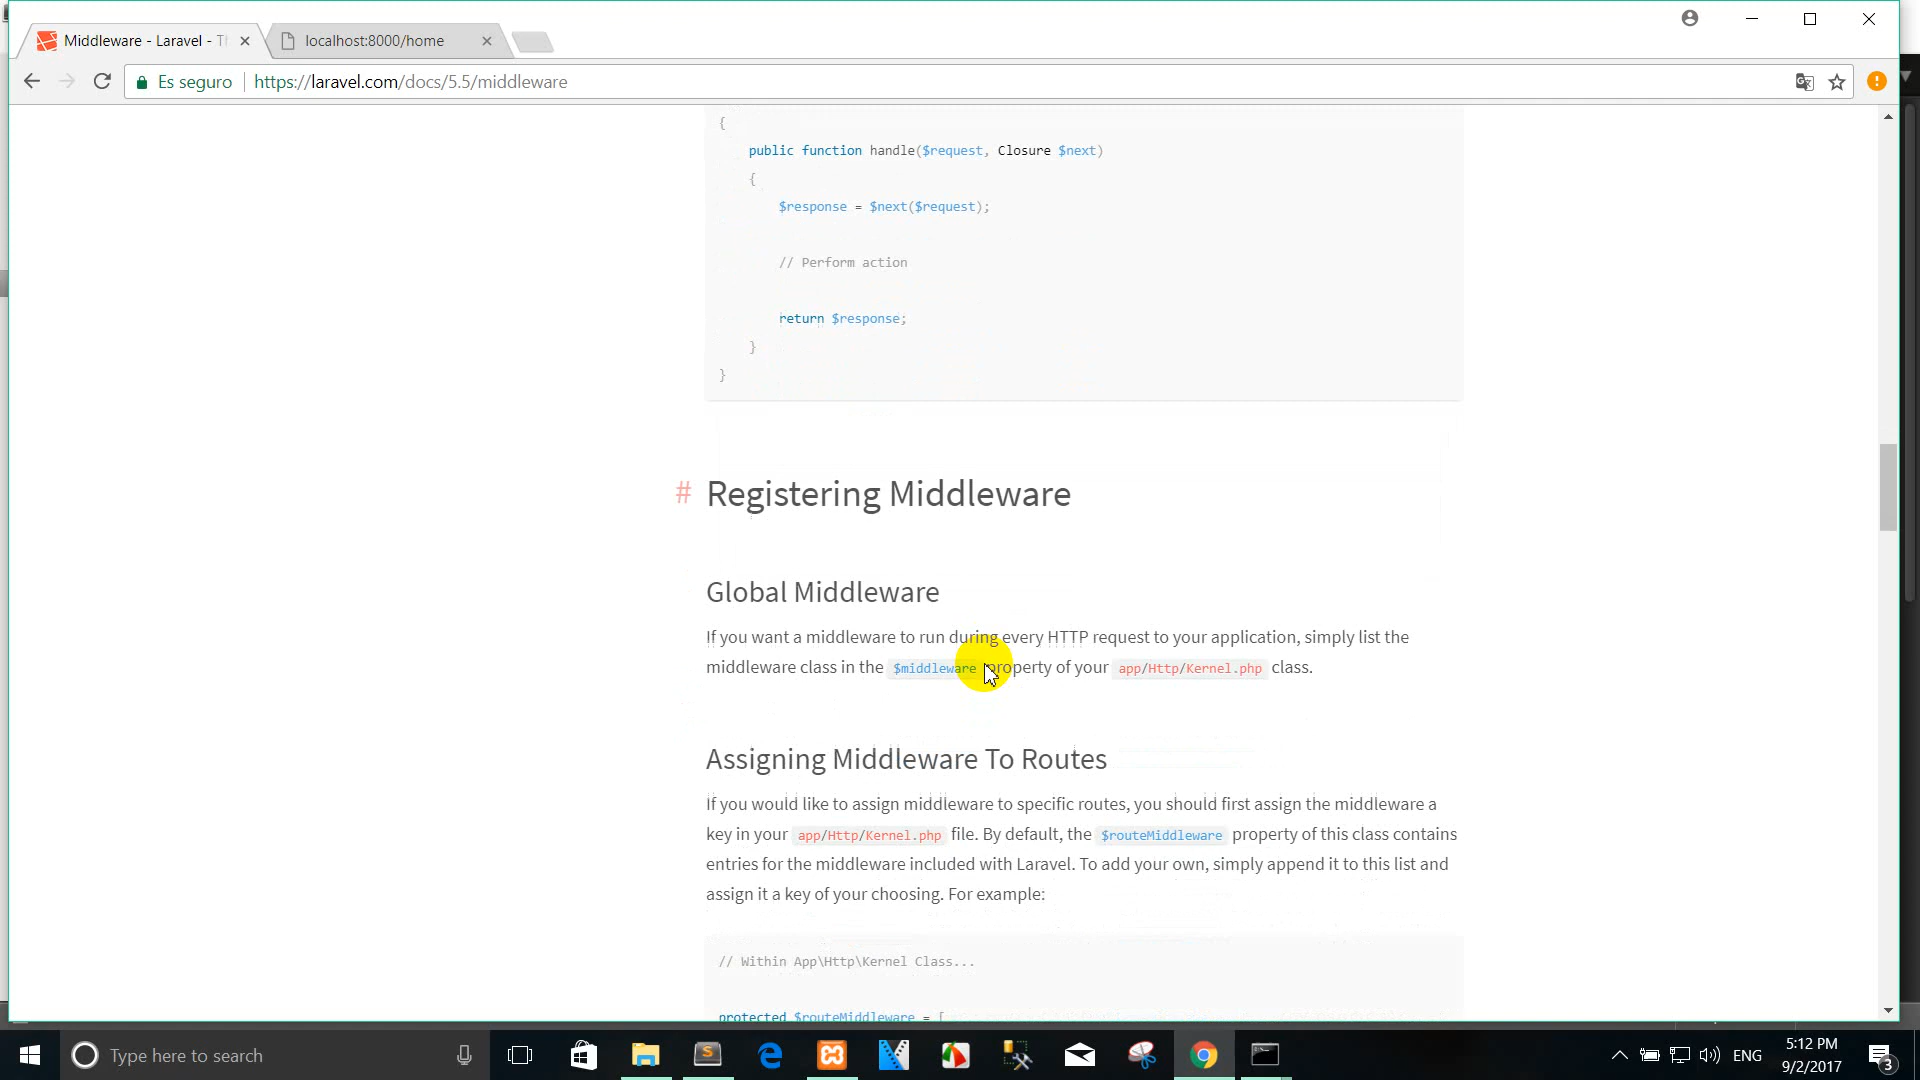 Middleware - Laravel - Th
localhost:8000/home
Es seguro
https://laravel.com/docs/5.5/middleware
{
public function handle($request, Closure $next)
{
$response = $next($request);
// Perform action
return $response;
}
}
# Registering Middleware
Global Middleware
If you want a middleware to run during every HTTP request to your application, simply list the
middleware class in the $middleware property of your app/Http/Kernel.php class.
Assigning Middleware To Routes
If you would like to assign middleware to specific routes, you should first assign the middleware a
key in your app/Http/Kernel.php file. By default, the $routeMiddleware property of this class contains
entries for the middleware included with Laravel. To add your own, simply append it to this list and
assign it a key of your choosing. For example:
// Within App\Http\Kernel Class...
protected $routeMiddleware = [
Type here to search
ENG
5:12 PM
9/2/2017
3